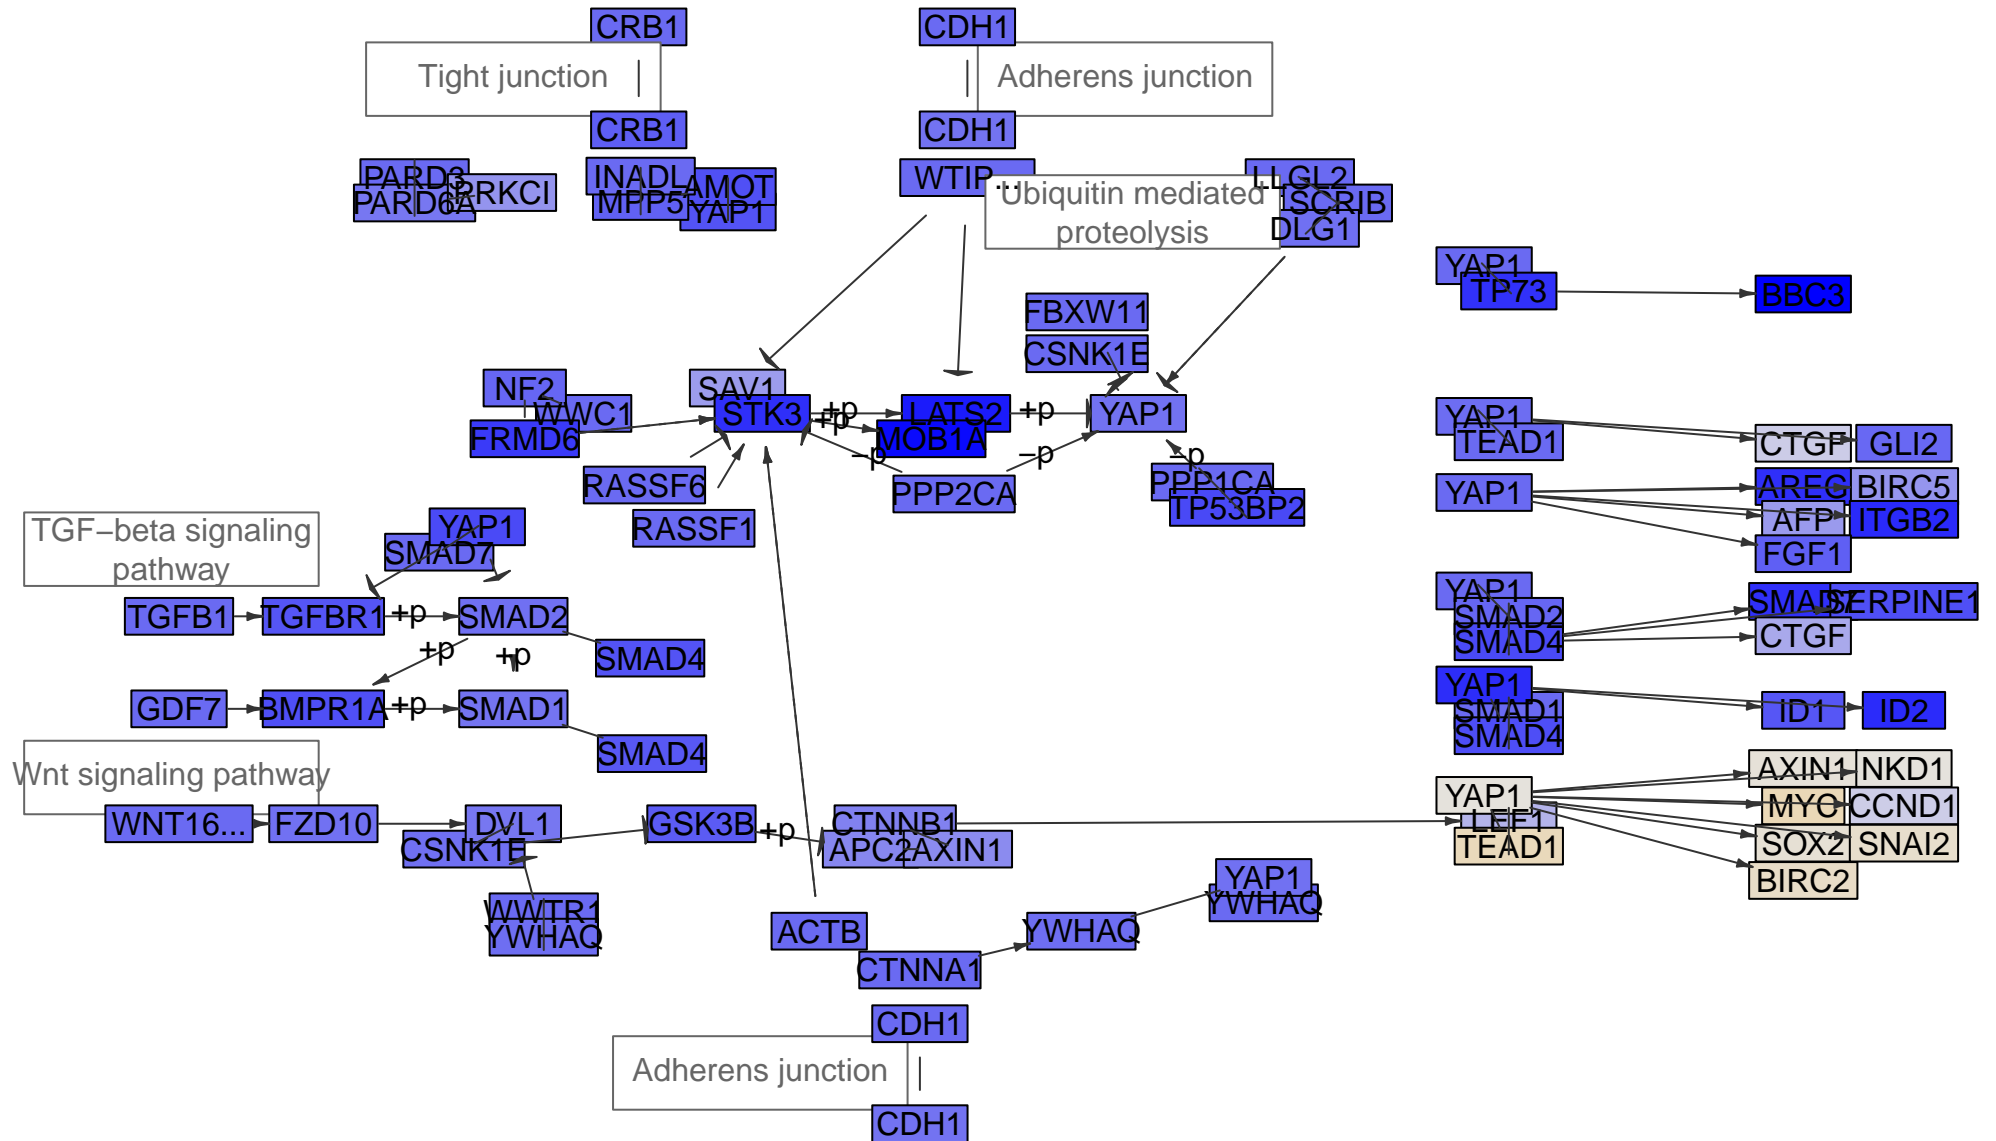 CRB1
CDH1
Tight junction
Adherens junction
CRB1
CDH1
PARD3
PRKCI
PARD6A
INADL
AMOT
MPP5
YAP1
WTIP...
LLGL2
Ubiquitin mediated
proteolysis
SCRIB
DLG1
YAP1
TP73
BBC3
FBXW11
CSNK1E
NF2
WWC1
FRMD6
SAV1
STK3
+p
+p
LATS2
MOB1A
+p
YAP1
−p
−p
−p
RASSF6
RASSF1
PPP2CA
PPP1CA
TP53BP2
YAP1
TEAD1
CTGF
GLI2
YAP1
AREG
BIRC5
AFP
ITGB2
FGF1
TGF−beta signaling
pathway
YAP1
SMAD7
TGFB1
TGFBR1
+p
SMAD2
SMAD4
+p
+p
GDF7
BMPR1A
+p
SMAD1
SMAD4
YAP1
SMAD2
SMAD4
SMAD7
SERPINE1
CTGF
YAP1
SMAD1
SMAD4
ID1
ID2
Wnt signaling pathway
WNT16...
FZD10
DVL1
CSNK1E
GSK3B
+p
CTNNB1
APC2
AXIN1
YAP1
LEF1
TEAD1
AXIN1
NKD1
MYC
CCND1
SOX2
SNAI2
BIRC2
WWTR1
YWHAQ
ACTB
CTNNA1
YWHAQ
YAP1
YWHAQ
CDH1
Adherens junction
CDH1